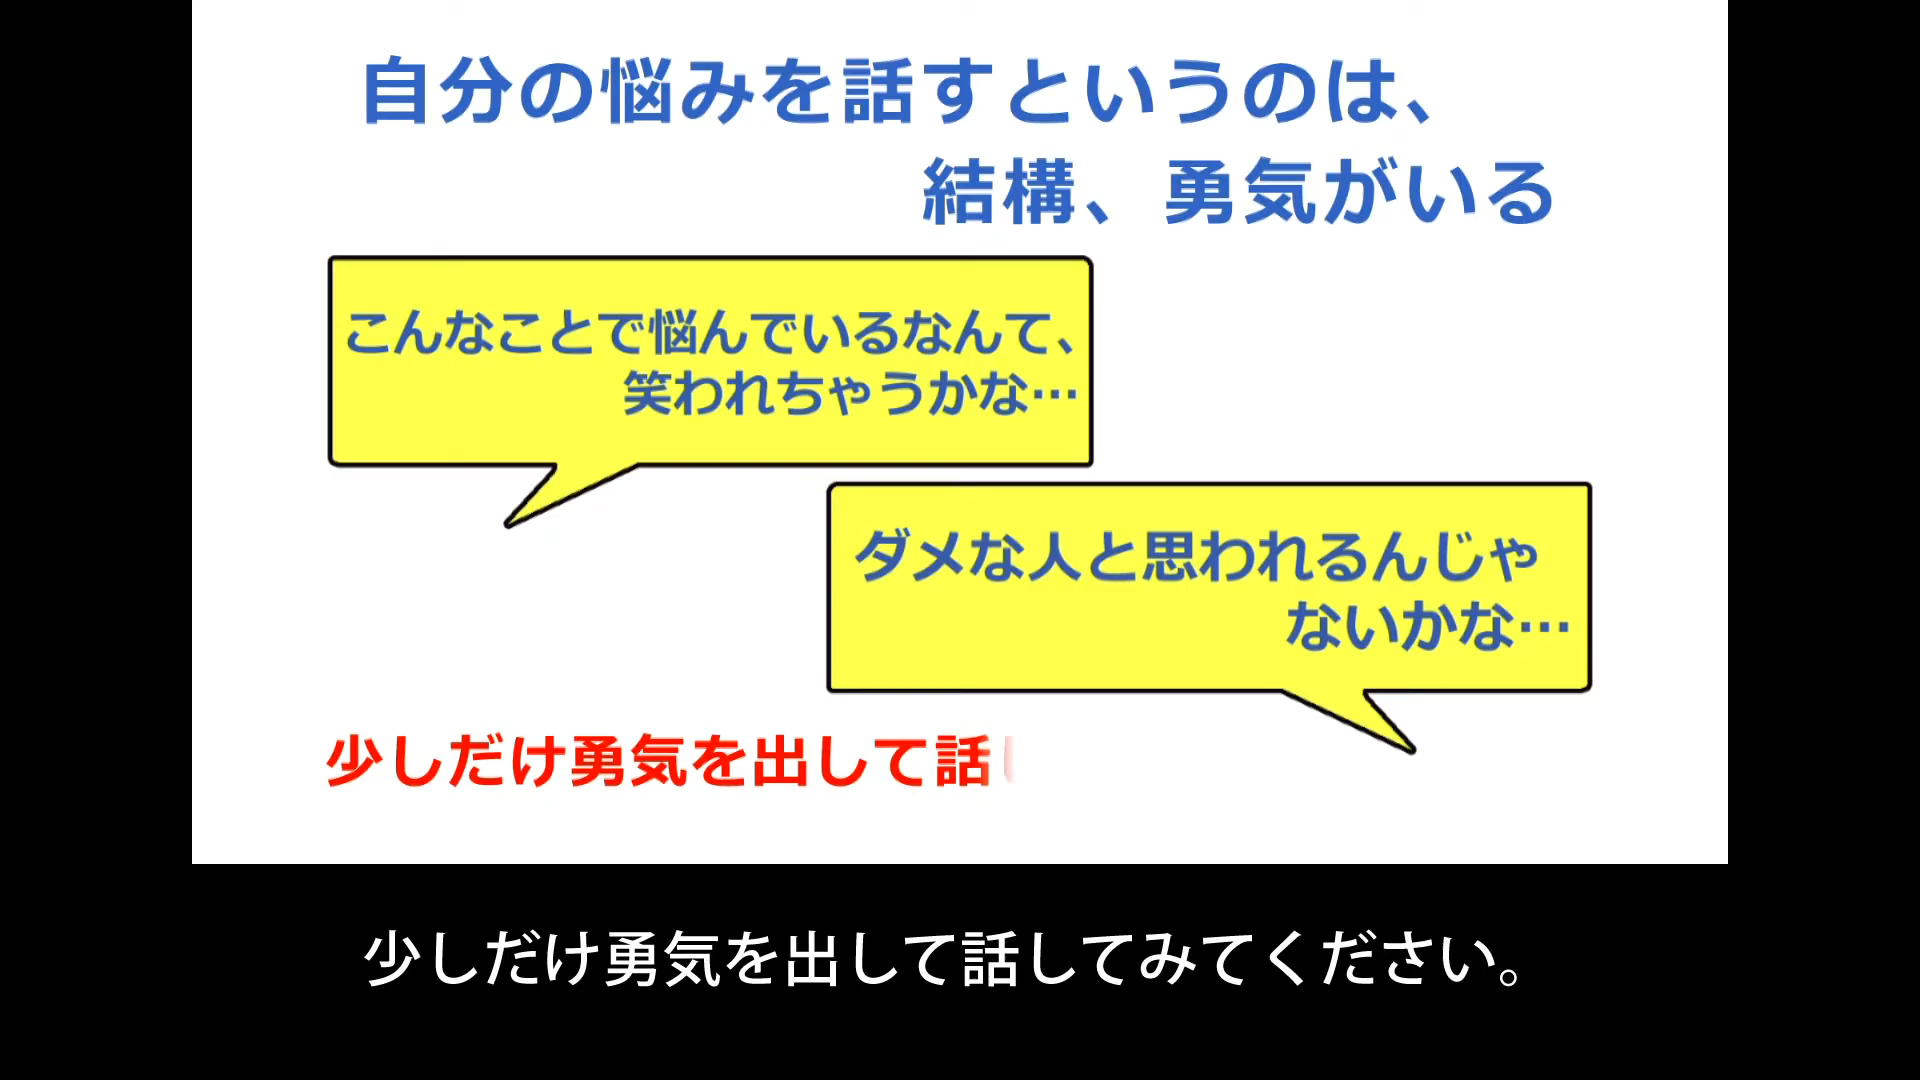 自分の悩みを話すというのは、
結構、勇気がいる
こんなことで悩んでいるなんて、
笑われちゃうかな…
ダメな人と思われるんじゃ
ないかな…
少しだけ勇気を出して話し
少しだけ勇気を出して話してみてください。